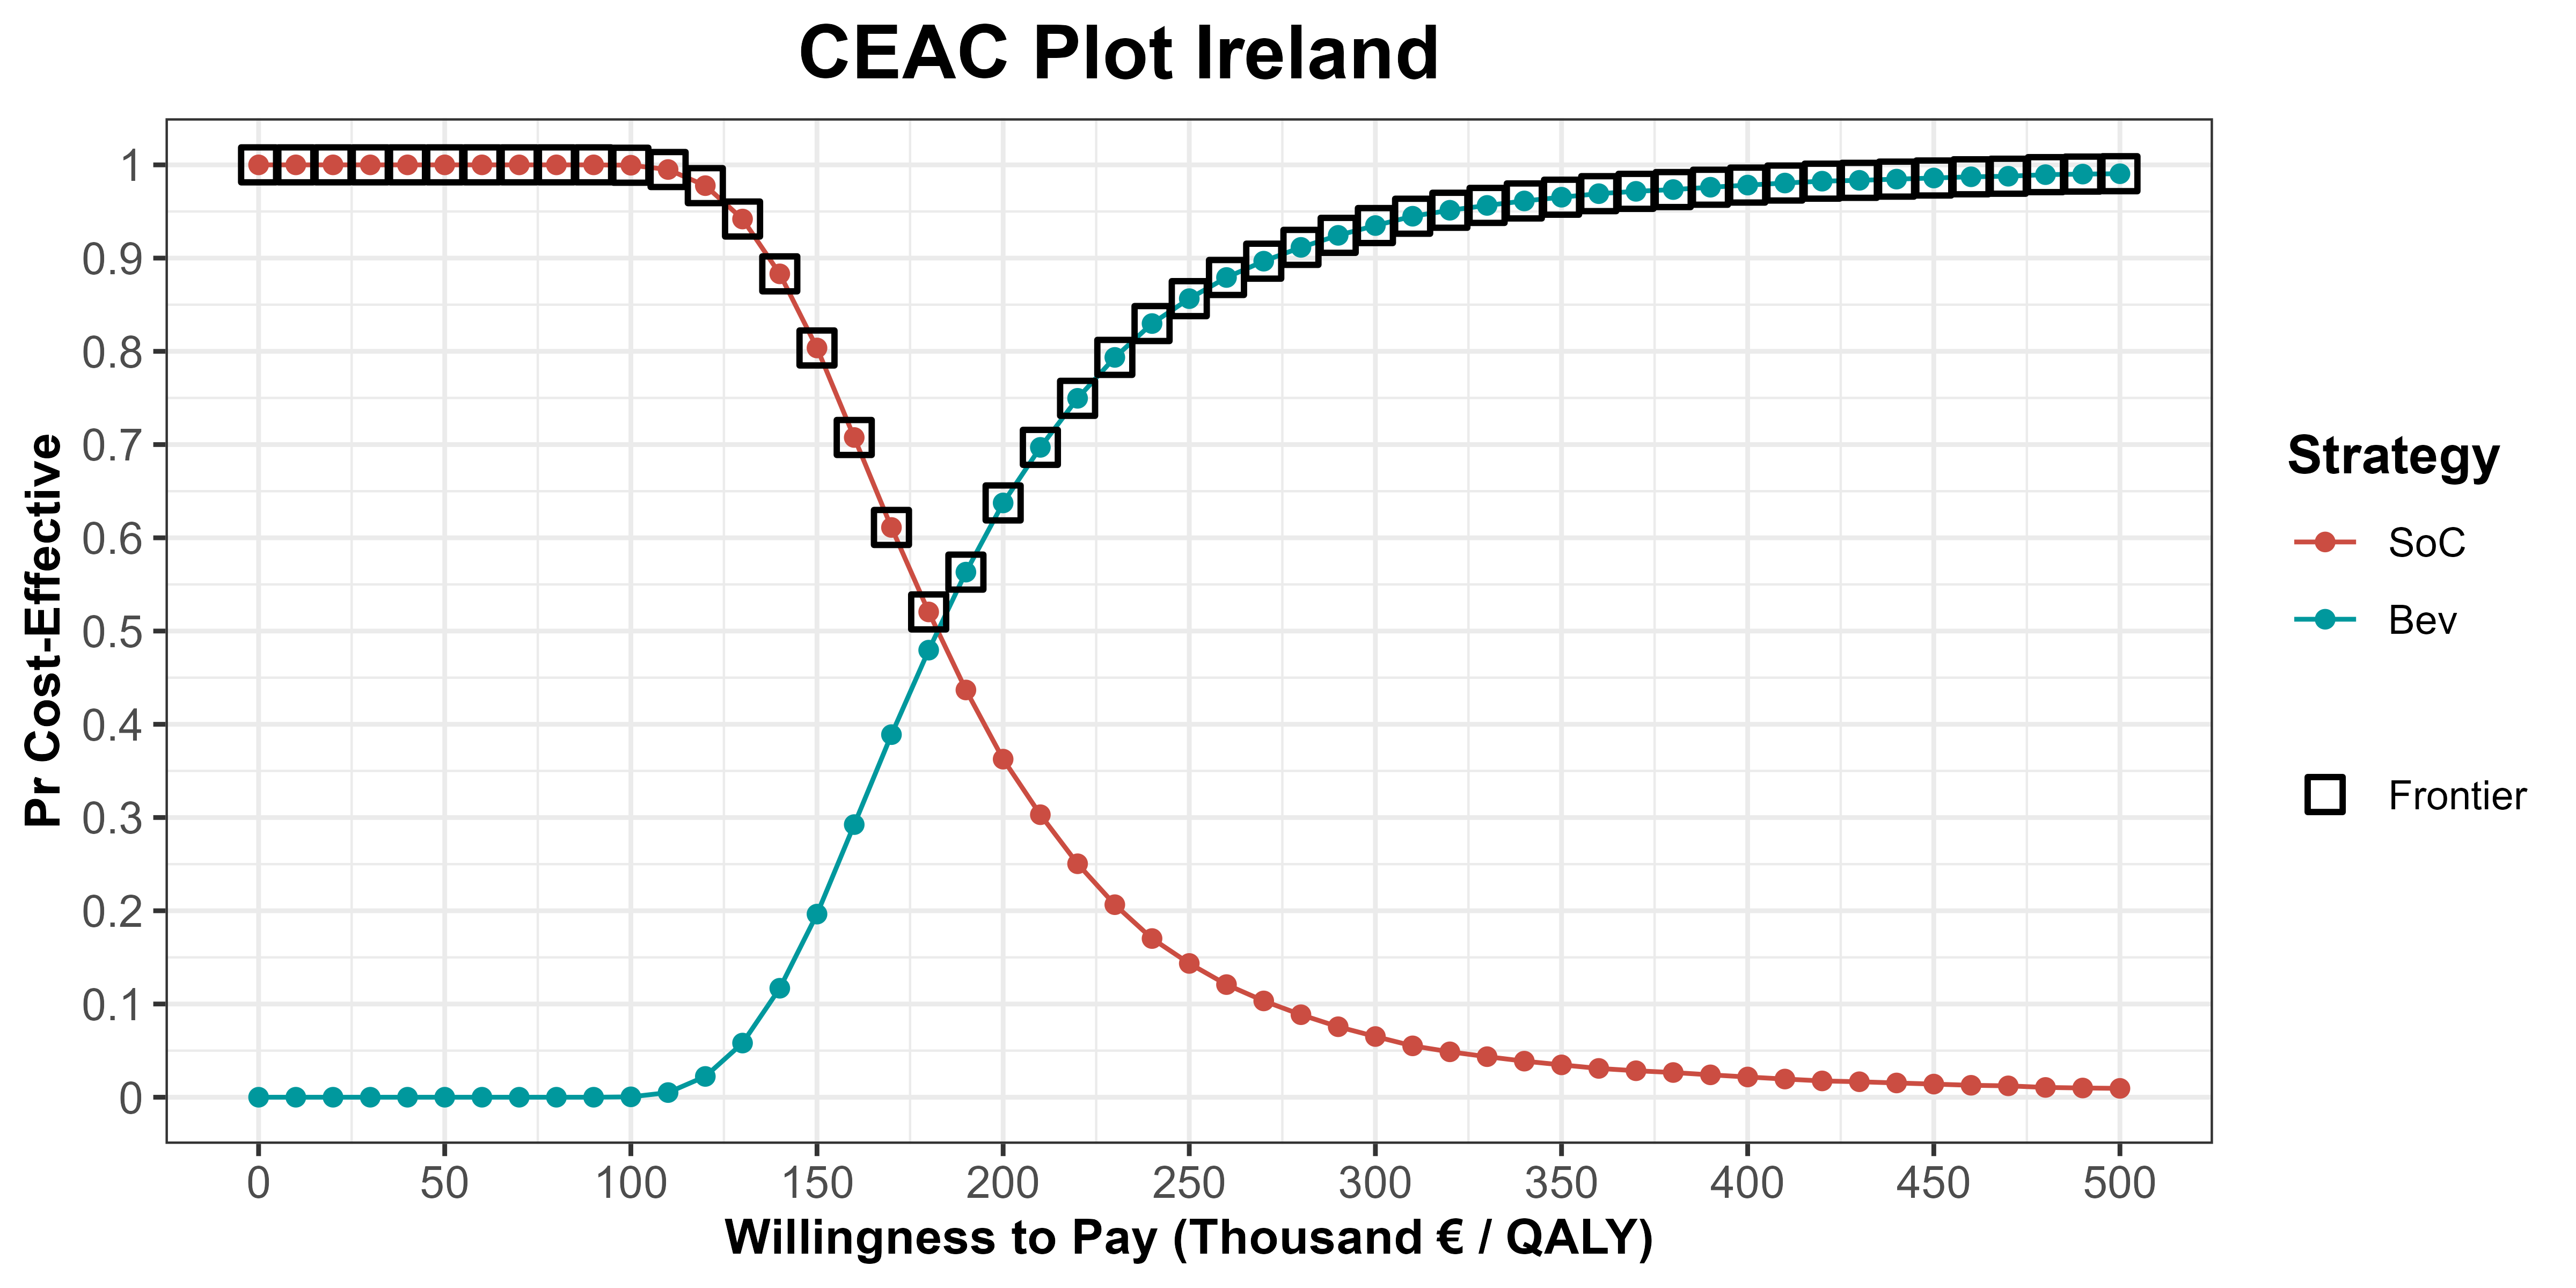 CEAC Plot Ireland
Pr Cost-Effective
1
0.9
0.8
0.7
0.6
0.5
0.4
0.3
0.2
0.1
0
0 50 100 150 200 250 300 350 400 450 500
Willingness to Pay (Thousand € / QALY)
Strategy
SoC
Bev
Frontier